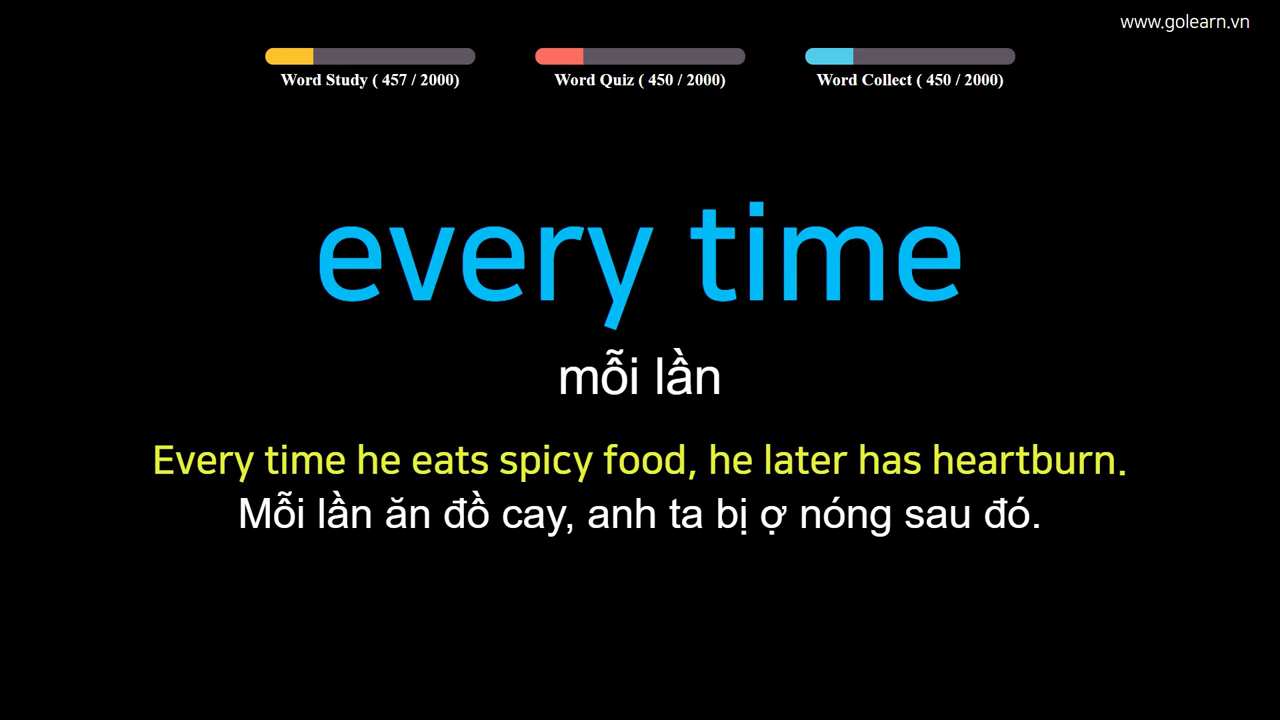 www.golearn.vn
Word Study ( 457 / 2000)
Word Quiz ( 450 / 2000)
Word Collect ( 450 / 2000)
every time
mỗi lần
Every time he eats spicy food, he later has heartburn.
Mỗi lần ăn đồ cay, anh ta bị ợ nóng sau đó.